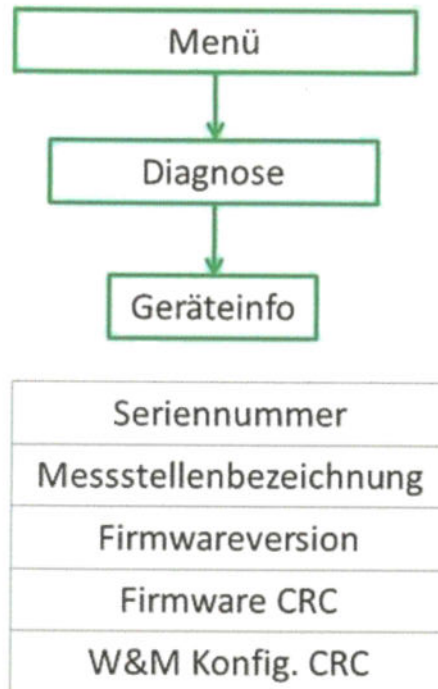 Menü
Diagnose
Geräteinfo
Seriennummer
Messstellenbezeichnung
Firmwareversion
Firmware CRC
W&M Konfig. CRC